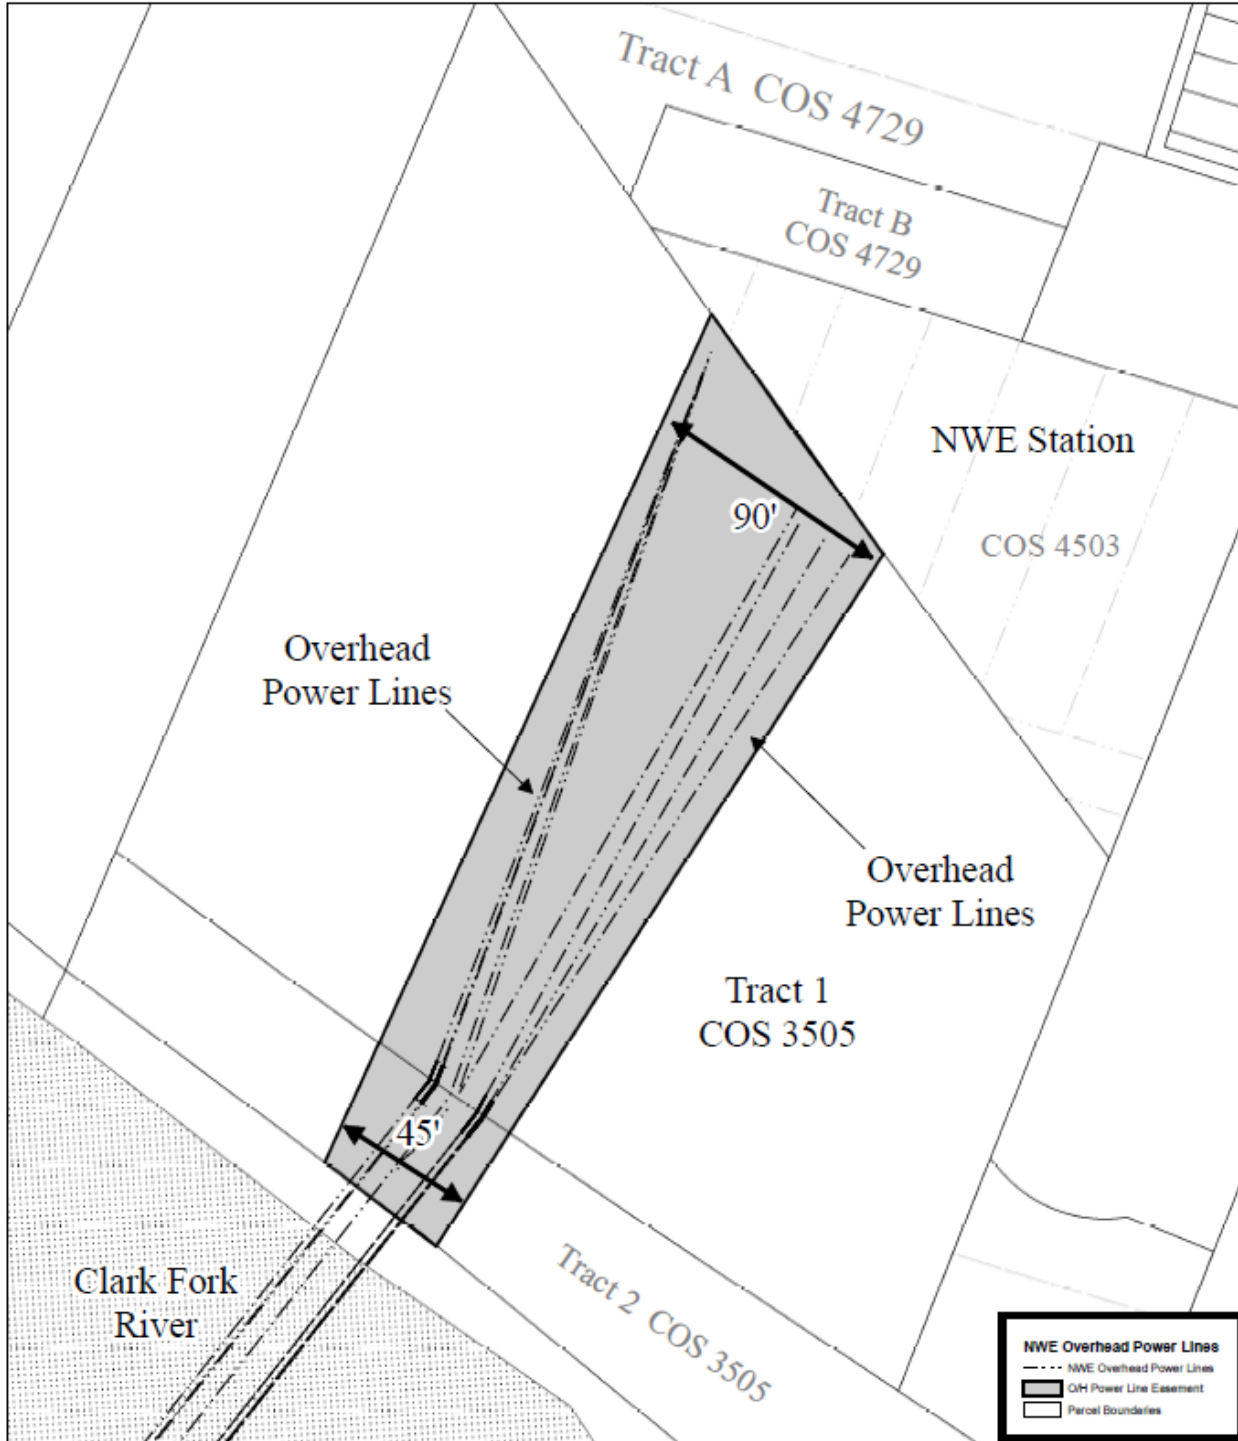 Tract A COS 4729
Tract B
COS 4729
NWE Station
90'
COS 4503
Overhead
Power Lines
Overhead
Power Lines
Tract 1
COS 3505
45'
Clark Fork
River
Tract 2 COS 3505
NWE Overhead Power Lines
NWE Overhead Power Lines
O/H Power Line Easement
Parcel Boundaries